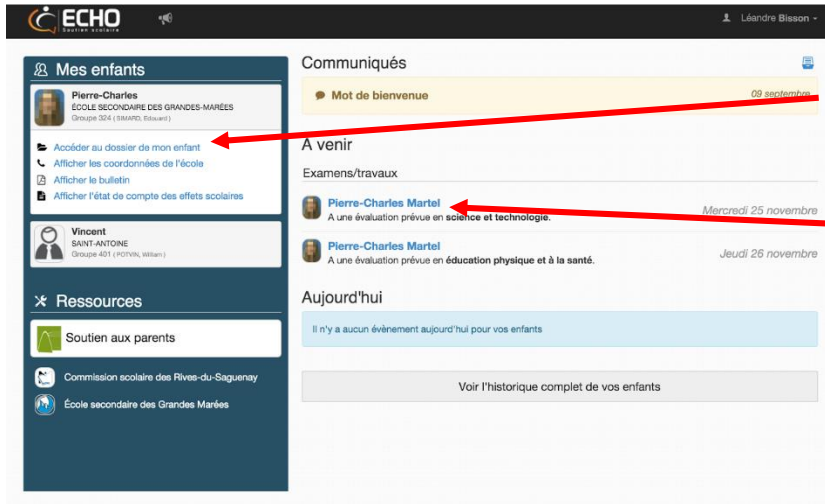 ECHO
Soutien scolaire
Léandre Bisson
Mes enfants
Pierre-Charles
ÉCOLE SECONDAIRE DES GRANDES-MARÉES
Groupe 324 ( SIMARD, Edouard )
Accéder au dossier de mon enfant
Afficher les coordonnées de l'école
Afficher le bulletin
Afficher l'état de compte des effets scolaires
Vincent
SAINT-ANTOINE
Groupe 401 ( POTVIN, William )
Ressources
Soutien aux parents
Commission scolaire des Rives-du-Saguenay
École secondaire des Grandes Marées
Communiqués
Mot de bienvenue
09 septembre
A venir
Examens/travaux
Pierre-Charles Martel
A une évaluation prévue en science et technologie.
Mercredi 25 novembre
Pierre-Charles Martel
A une évaluation prévue en éducation physique et à la santé.
Jeudi 26 novembre
Aujourd'hui
Il n'y a aucun évènement aujourd'hui pour vos enfants
Voir l'historique complet de vos enfants